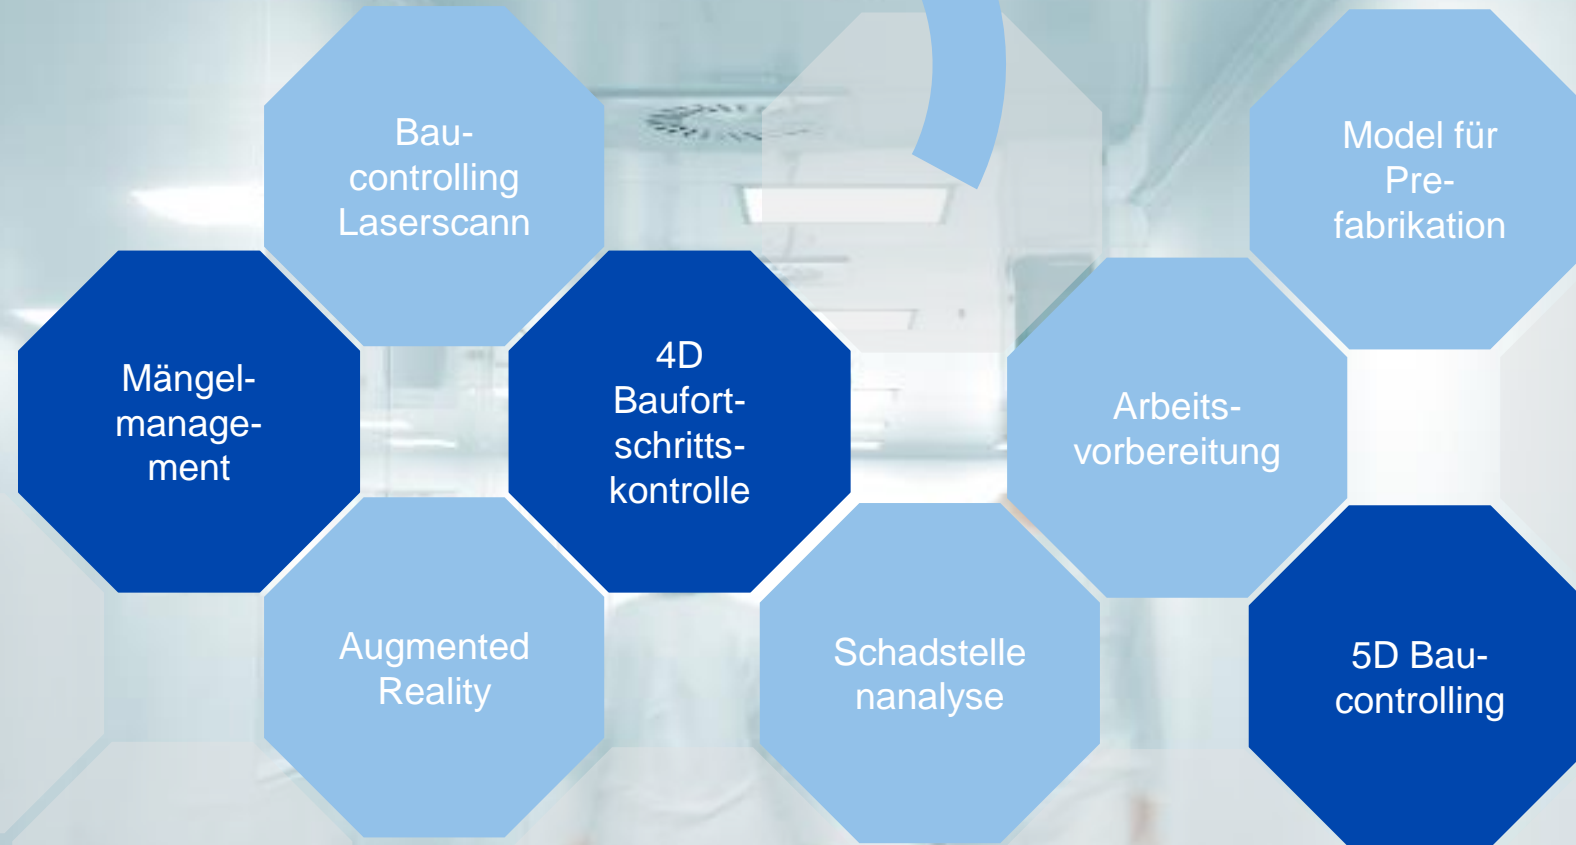 Bau-
controlling
Laserscann
Model für
Pre-
fabrikation
Mängel-
manage-
ment
4D
Baufort-
schritts-
kontrolle
Arbeits-
vorbereitung
Augmented
Reality
Schadstelle
nanalyse
5D Bau-
controlling